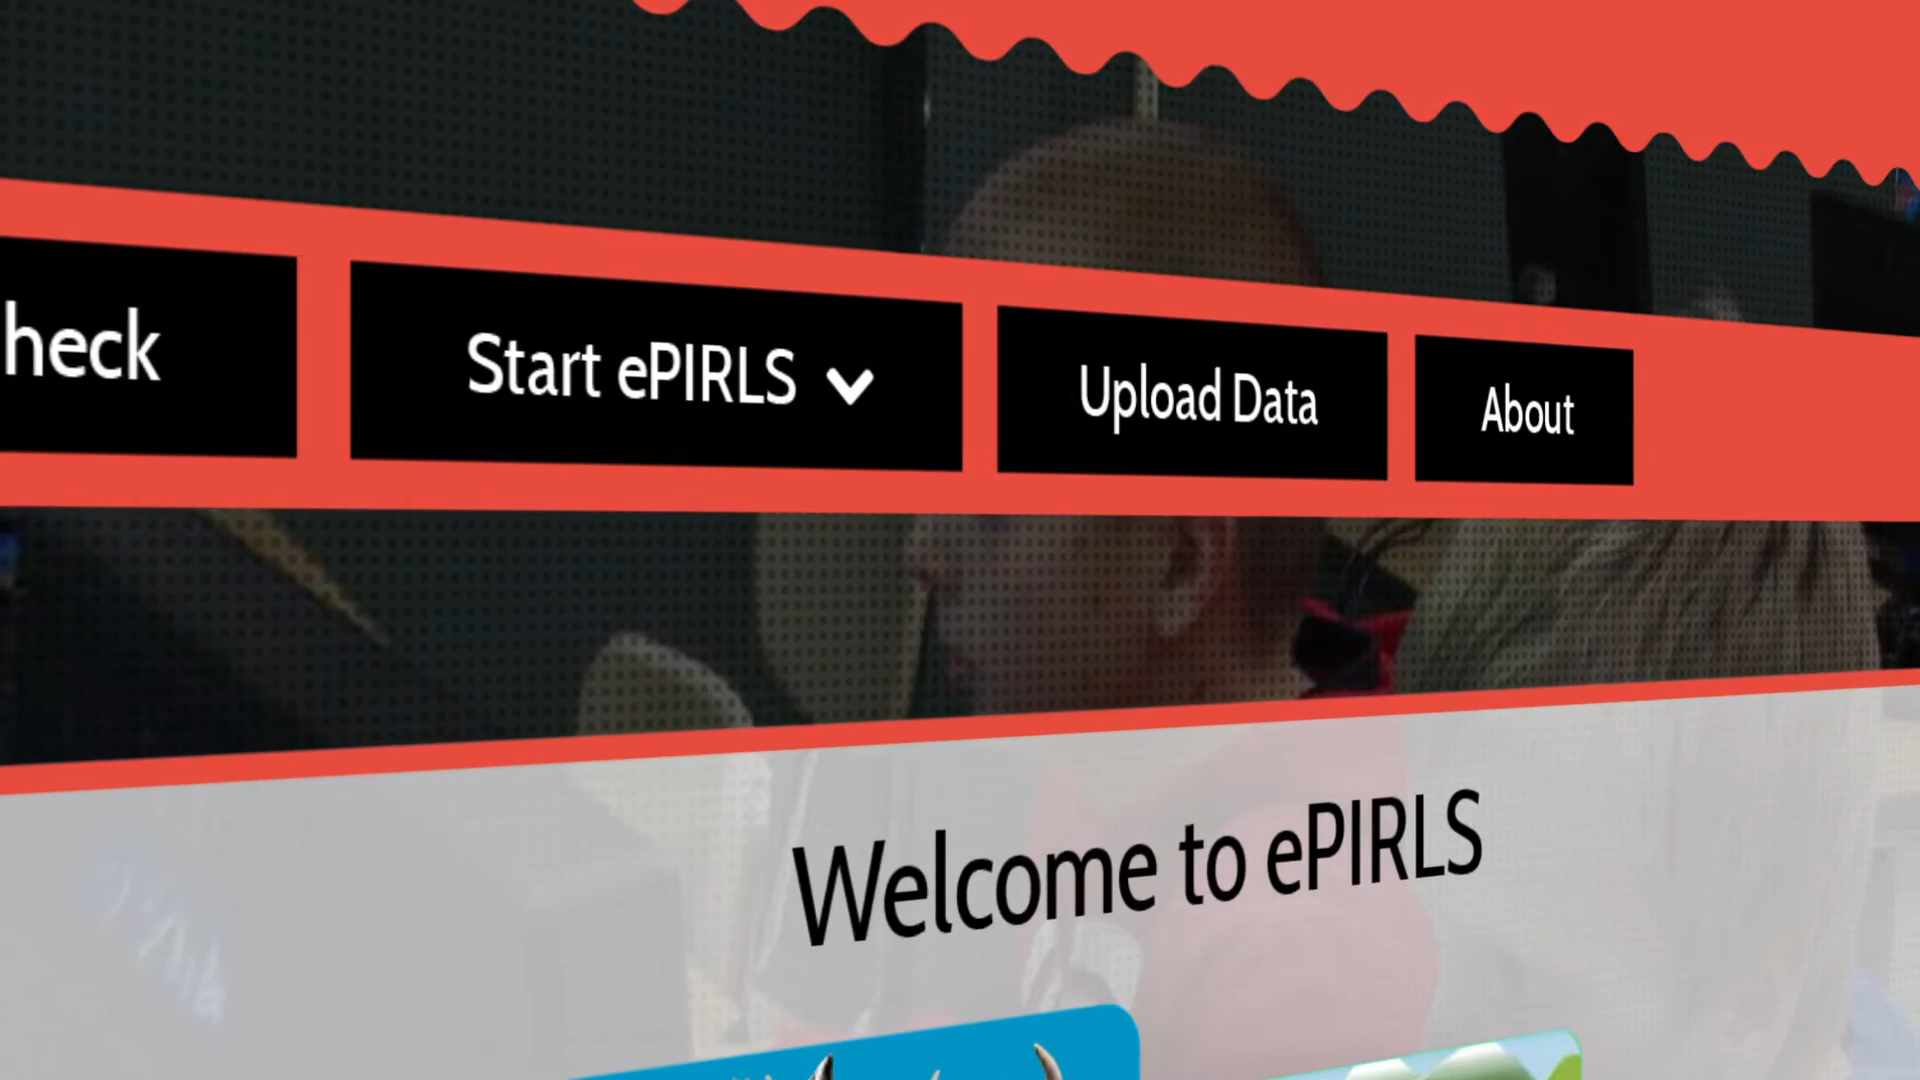 heck
Start ePIRLS
Upload Data
About
Welcome to ePIRLS